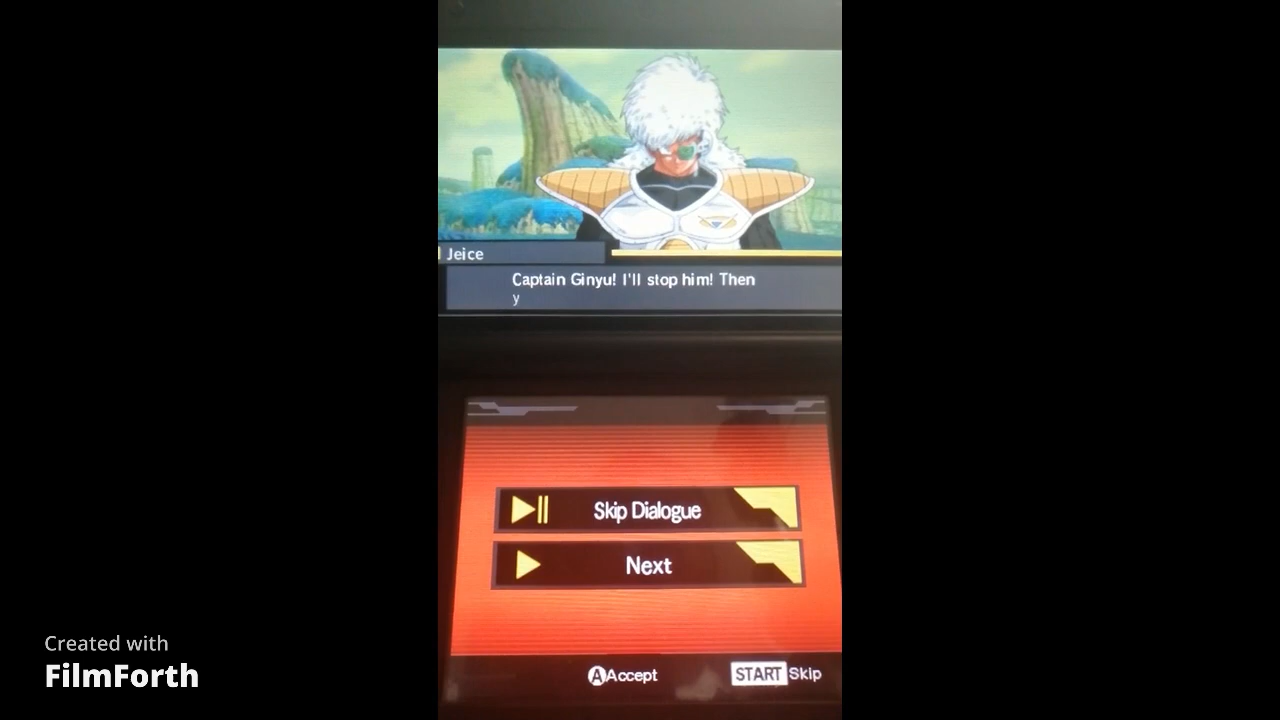 Jeice
Captain Ginyu! I'll stop him! Then
y
Skip Dialogue
Next
A Accept
START Skip
Created with
FilmForth